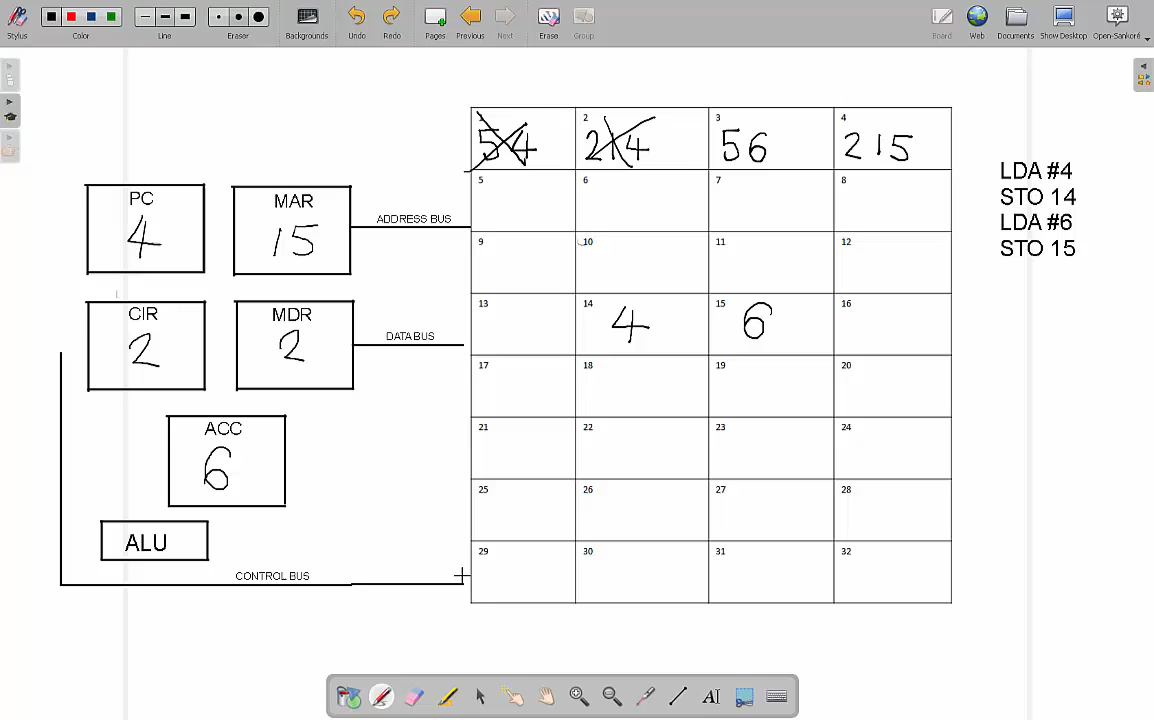 Stylus Color Line Eraser Backgrounds Undo Redo Pages Previous Next Erase Group Board Web Documents Show Desktop Open-Sankoré
1 2 3 4
54 214 56 215
LDA #4
STO 14
LDA #6
STO 15
5 6 7 8
PC MAR
4 15
ADDRESS BUS
9 10 11 12
13 14 15 16
4 6
CIR MDR
2 2
DATA BUS
17 18 19 20
ACC
6
21 22 23 24
25 26 27 28
ALU
29 30 31 32
CONTROL BUS
AI